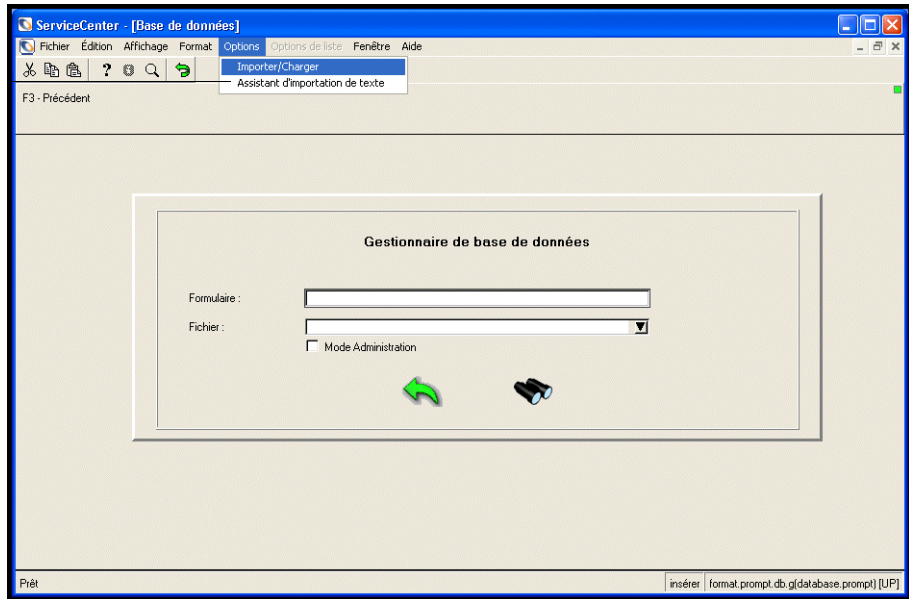 ServiceCenter - [Base de données]
Fichier Édition Affichage Format Options Options de liste Fenêtre Aide
Importer/Charger
Assistant d'importation de texte
F3 - Précédent
Gestionnaire de base de données
Formulaire :
Fichier :
Mode Administration
Prêt
insérer format.prompt.db.g(database.prompt) [UP]